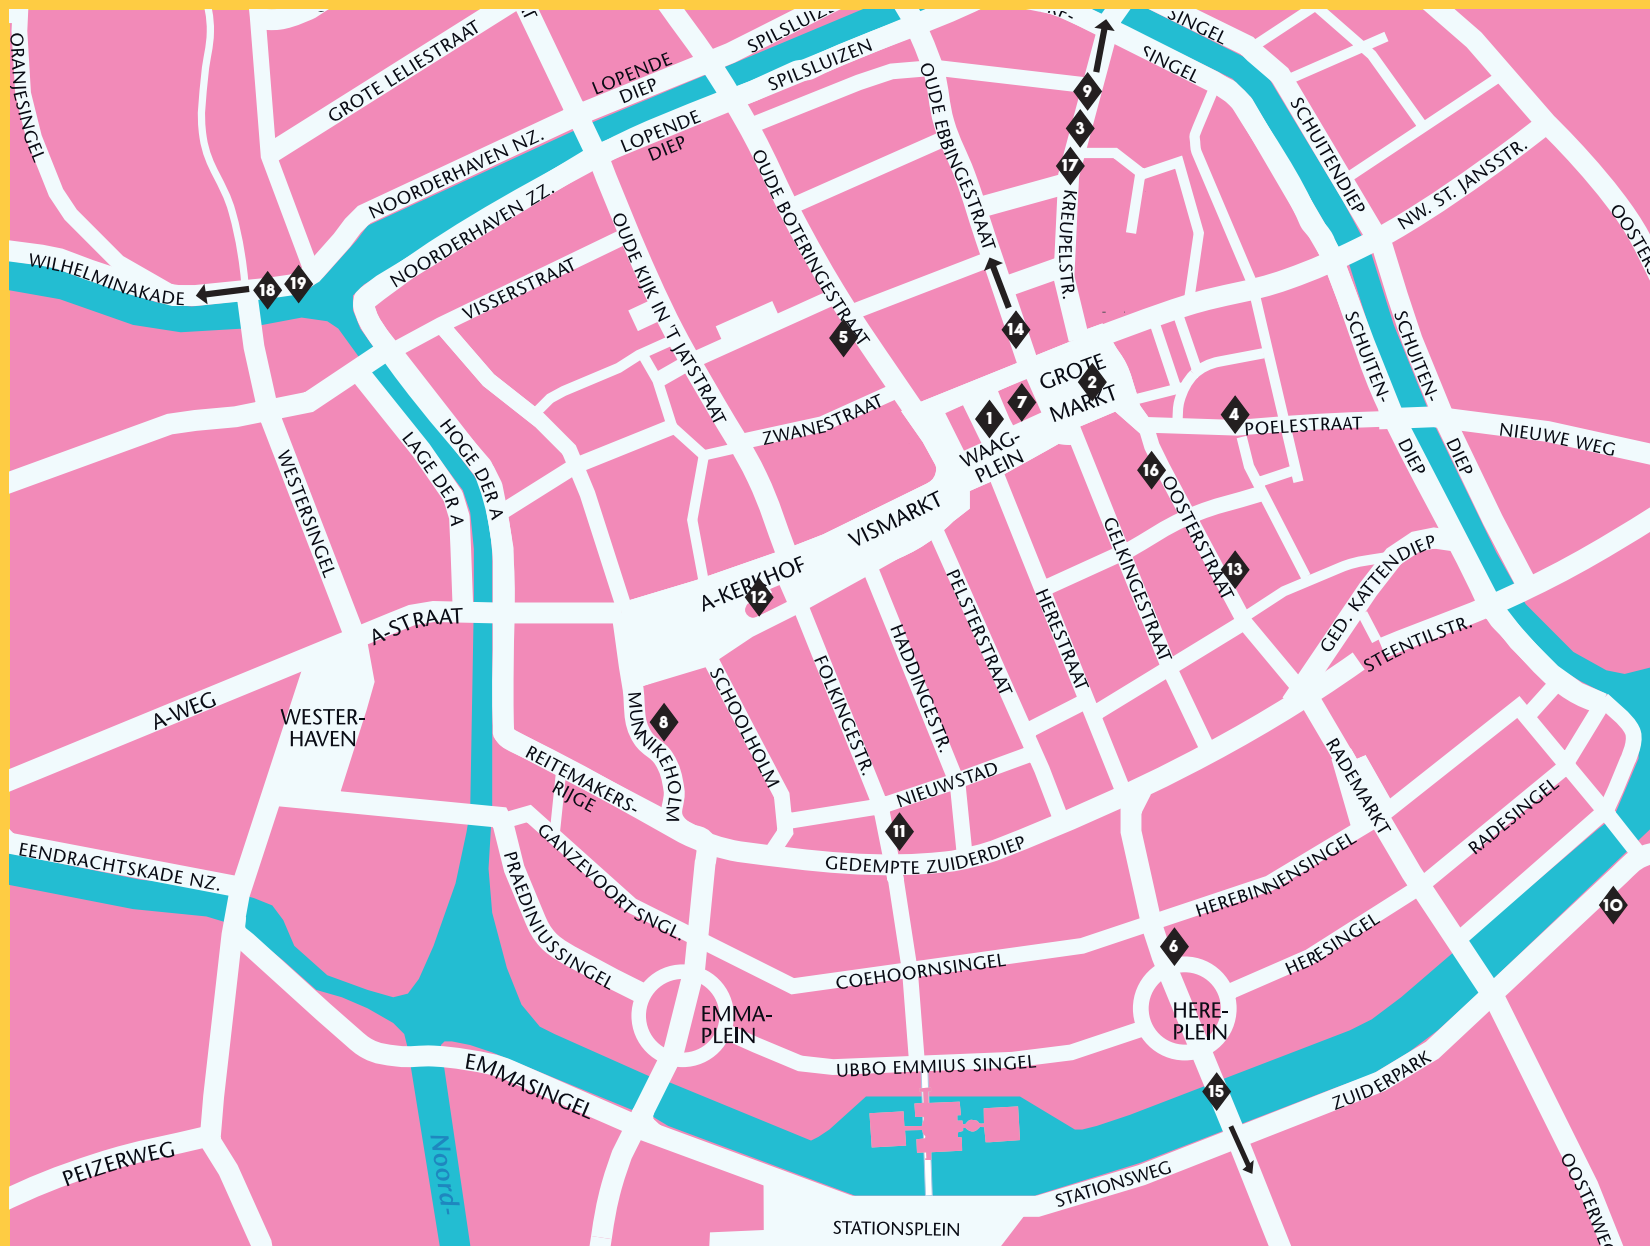 SPILSLUIZEN
SINGEL
ORANJESINGEL
GROTE LELIESTRAAT
LOPENDE
DIEP
SPILSLUIZEN
SINGEL
OUDE EBBINGESTRAAT
9
SCHUITENDIEP
LOPENDE
DIEP
3
NOORDERHAVEN NZ.
17
NW. ST. JANSSTR.
OUDE BOTERINGESTRAAT
KREUPELSTR.
NOORDERHAVEN ZZ.
OUDE KIJK IN 'T JATSTRAAT
WILHELMINAKADE
18
19
VISSERSTRAAT
5
14
SCHUITEN-
DIEP
SCHUITEN-
DIEP
GROTE
MARKT
2
7
1
4
POELESTRAAT
NIEUWE WEG
ZWANESTRAAT
WAAG-
PLEIN
HOGE DER A
LAGE DER A
WESTERSINGEL
16
OOSTERSTRAAT
VISMARKT
GELKINGESTRAAT
13
A-KERKHOF
12
PELSTERSTRAAT
HERESTRAAT
GED. KATTENDIEP
STEENTILSTR.
A-STRAAT
HADDINGESTR.
FOLKINGESTR.
SCHOOLHOLM
A-WEG
WESTER-
HAVEN
8
MUNNIKEHOLM
REITEMAKERS-
RIJGE
NIEUWSTAD
RADEMARKT
11
GEDEMPTE ZUIDERDIEP
RADESINGEL
HEREBINNENSINGEL
EENDRACHTSKADE NZ.
GANZEVOORTSNGL.
PRAEDINIUSSINGEL
10
HERESINGEL
6
COEHOORNSINGEL
EMMA-
PLEIN
HERE-
PLEIN
UBBO EMMIUS SINGEL
EMMASINGEL
15
ZUIDERPARK
PEIZERWEG
Noord-
STATIONSWEG
STATIONSPLEIN